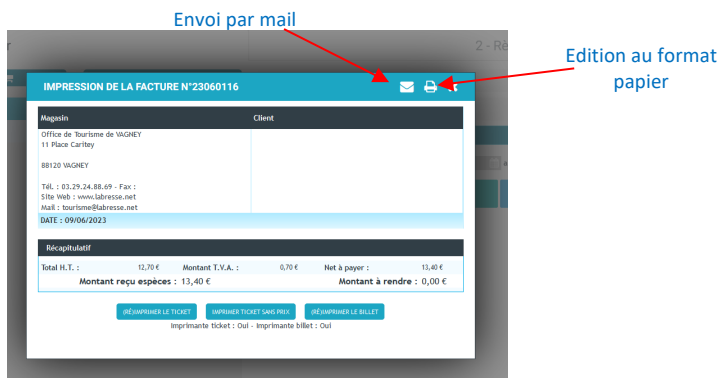 Envoi par mail
Edition au format
papier
r
2 - Rè
IMPRESSION DE LA FACTURE N°23060116
Magasin
Client
Office de Tourisme de VAGNEY
11 Place Caritey
88120 VAGNEY
Tél. : 03.29.24.88.69 - Fax :
Site Web : www.labresse.net
Mail : tourisme@labresse.net
DATE : 09/06/2023
Récapitulatif
Total H.T. : 12,70 € Montant T.V.A. : 0,70 € Net à payer : 13,40 €
Montant reçu espèces : 13,40 € Montant à rendre : 0,00 €
(RÉ)IMPRIMER LE TICKET IMPRIMER TICKET SANS PRIX (RÉ)IMPRIMER LE BILLET
Imprimante ticket : Oui - Imprimante billet : Oui